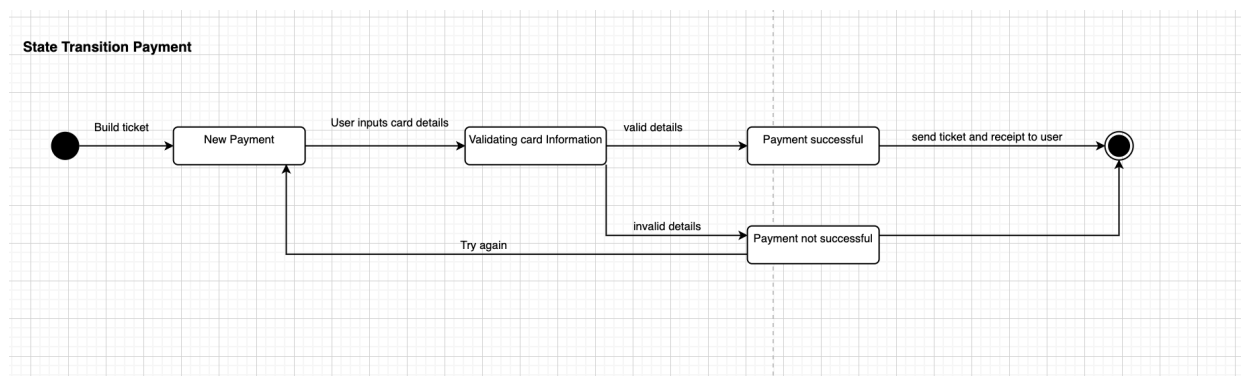 State Transition Payment
Build ticket
New Payment
User inputs card details
Validating card Information
valid details
Payment successful
send ticket and receipt to user
invalid details
Payment not successful
Try again